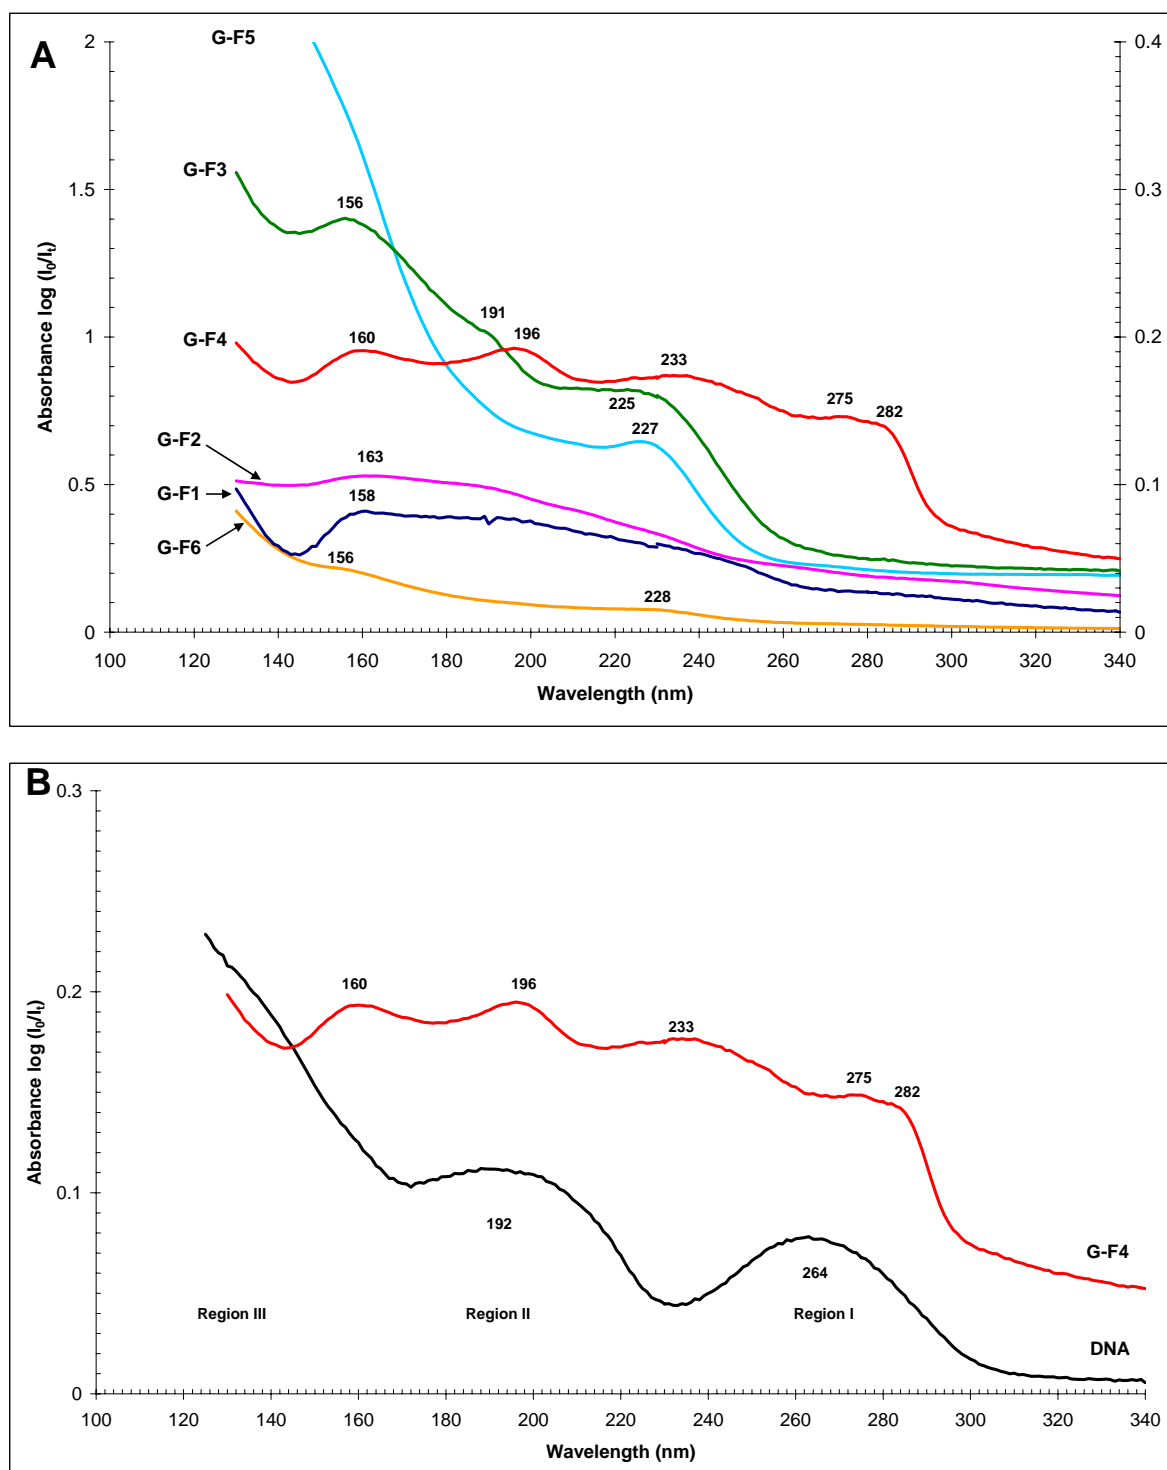 A
G-F5
2
0.4
G-F3
156
1.5
0.3
191
G-F4
160
196
233
1
0.2
275
282
225
227
G-F2
163
G-F1
158
0.5
0.1
G-F6
156
228
0
0
100 120 140 160 180 200 220 240 260 280 300 320 340
Wavelength (nm)
Absorbance log (I₀/Iₜ)
B
0.3
160
196
233
0.2
275
282
192
264
0.1
G-F4
Region III
Region II
Region I
DNA
0
100 120 140 160 180 200 220 240 260 280 300 320 340
Wavelength (nm)
Absorbance log (I₀/Iₜ)